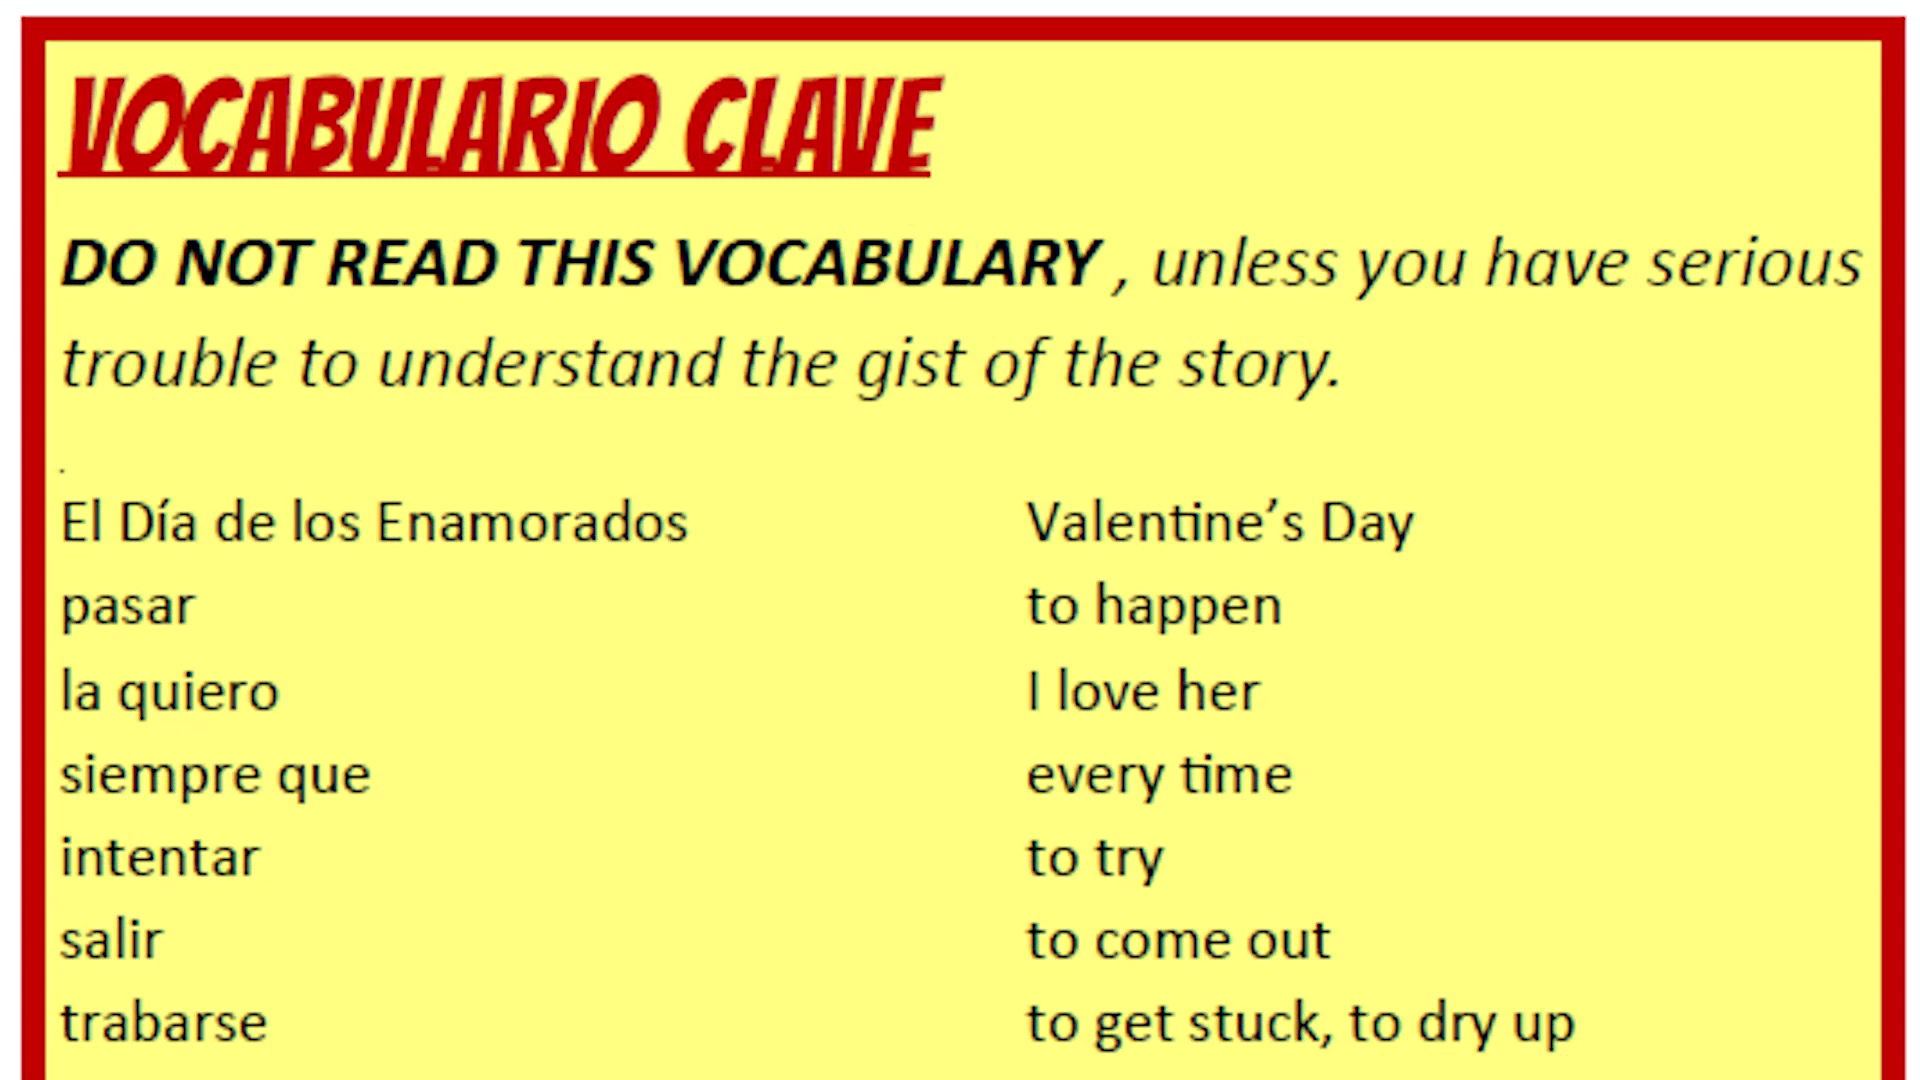 VOCABULARIO CLAVE
DO NOT READ THIS VOCABULARY , unless you have serious
trouble to understand the gist of the story.
.
El Día de los Enamorados Valentine’s Day
pasar to happen
la quiero I love her
siempre que every time
intentar to try
salir to come out
trabarse to get stuck, to dry up